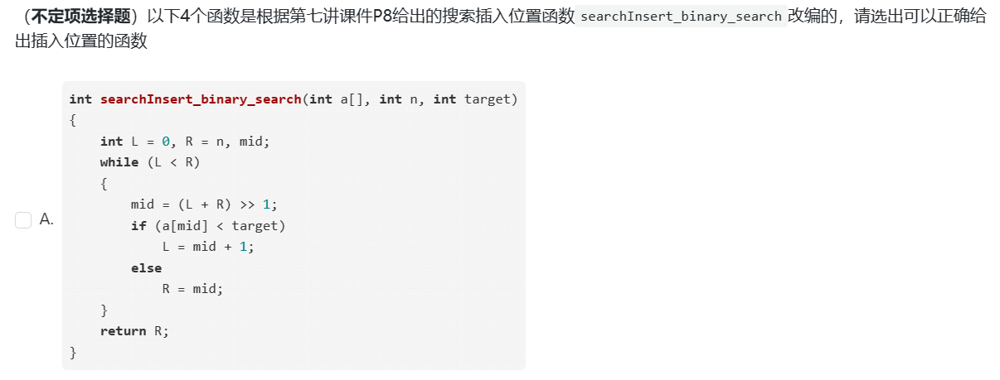 （不定项选择题）以下4个函数是根据第七讲课件P8给出的搜索插入位置函数 searchInsert_binary_search 改编的，请选出可以正确给
出插入位置的函数
A.
int searchInsert_binary_search(int a[], int n, int target)
{
    int L = 0, R = n, mid;
    while (L < R)
    {
        mid = (L + R) >> 1;
        if (a[mid] < target)
            L = mid + 1;
        else
            R = mid;
    }
    return R;
}